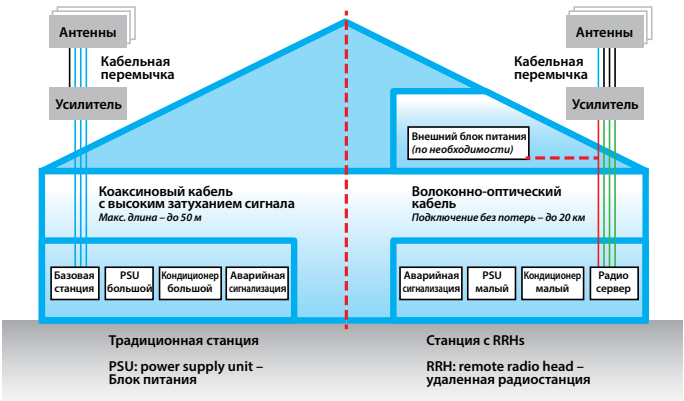 Антенны
Кабельная
перемычка
Усилитель
Антенны
Кабельная
перемычка
Усилитель
Внешний блок питания
(по необходимости)
Коаксиновый кабель
с высоким затуханием сигнала
Макс. длина – до 50 м
Волоконно-оптический
кабель
Подключение без потерь – до 20 км
Базовая
станция
PSU
большой
Кондиционер
большой
Аварийная
сигнализация
Аварийная
сигнализация
PSU
малый
Кондиционер
малый
Радио
сервер
Традиционная станция
PSU: power supply unit –
Блок питания
Станция с RRHs
RRH: remote radio head –
удаленная радиостанция